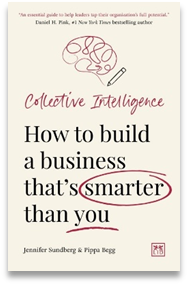 "An essential guide to help leaders tap their organisation's full potential."
Daniel H. Pink, #1 New York Times bestselling author
Collective Intelligence
How to build
a business
that's smarter
than you
Jennifer Sundberg & Pippa Begg
LID